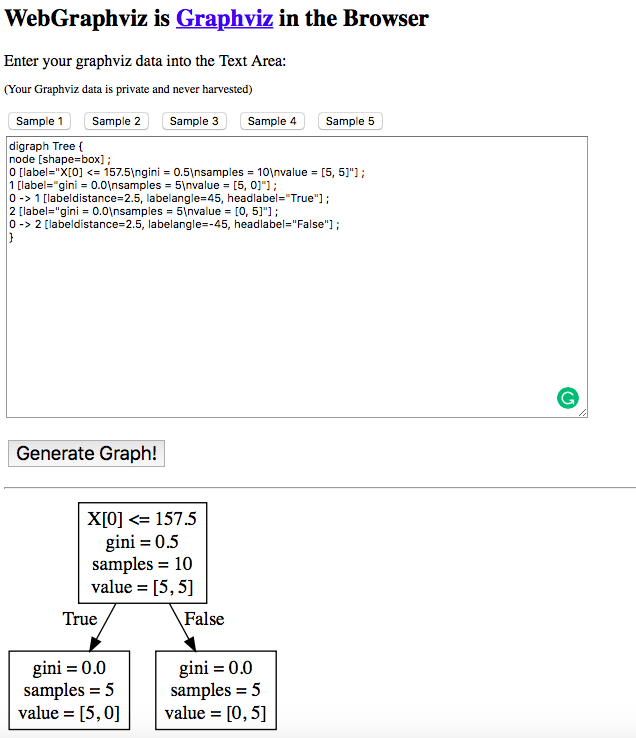 WebGraphviz is Graphviz in the Browser
Enter your graphviz data into the Text Area:
(Your Graphviz data is private and never harvested)
Sample 1 Sample 2 Sample 3 Sample 4 Sample 5
digraph Tree {
node [shape=box] ;
0 [label="X[0] <= 157.5\ngini = 0.5\nsamples = 10\nvalue = [5, 5]"] ;
1 [label="gini = 0.0\nsamples = 5\nvalue = [5, 0]"] ;
0 -> 1 [labeldistance=2.5, labelangle=45, headlabel="True"] ;
2 [label="gini = 0.0\nsamples = 5\nvalue = [0, 5]"] ;
0 -> 2 [labeldistance=2.5, labelangle=-45, headlabel="False"] ;
}
G
Generate Graph!
X[0] <= 157.5
gini = 0.5
samples = 10
value = [5, 5]
True False
gini = 0.0
samples = 5
value = [5, 0]
gini = 0.0
samples = 5
value = [0, 5]